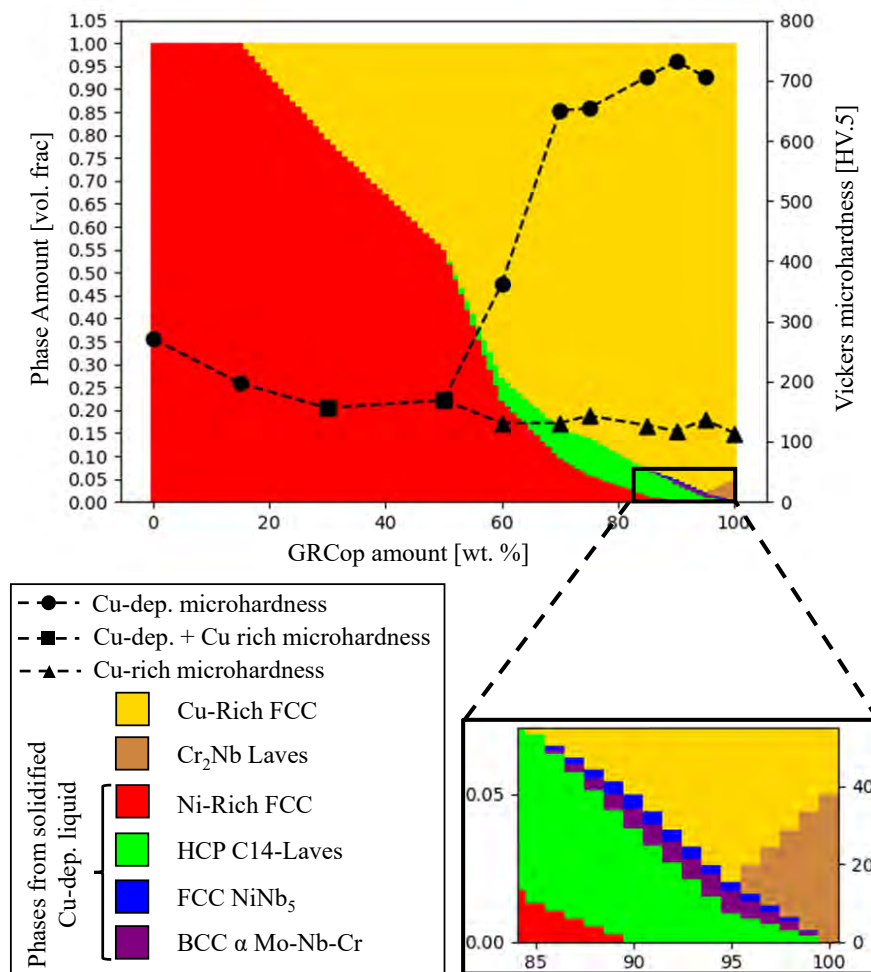 1.05
1.00
0.95
0.90
0.85
0.80
0.75
0.70
0.65
0.60
0.55
0.50
0.45
0.40
0.35
0.30
0.25
0.20
0.15
0.10
0.05
0.00
Phase Amount [vol. frac]
800
700
600
500
400
300
200
100
0
Vickers microhardness [HV.5]
0 20 40 60 80 100
GRCop amount [wt. %]
Cu-dep. microhardness
Cu-dep. + Cu rich microhardness
Cu-rich microhardness
Phases from solidified
Cu-dep. liquid
Cu-Rich FCC
Cr₂Nb Laves
Ni-Rich FCC
HCP C14-Laves
FCC NiNb₅
BCC α Mo-Nb-Cr
0.05
0.00
40
20
0
85 90 95 100